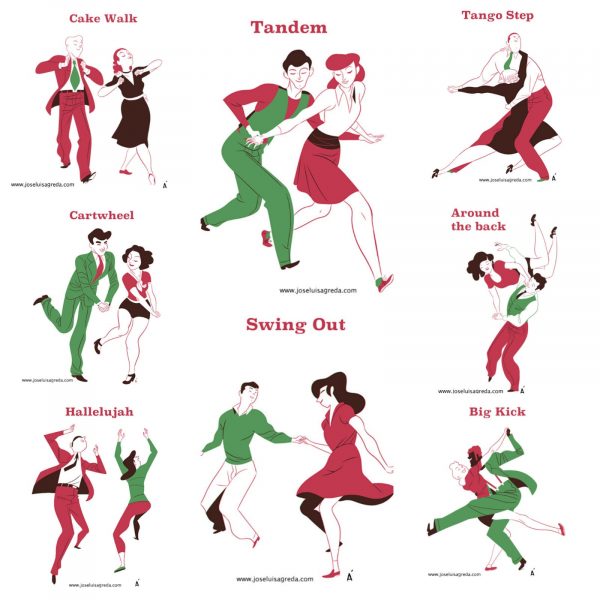 Cake Walk
www.joseluisagreda.com
A
Tandem
www.joseluisagreda.com
Tango Step
www.joseluisagreda.com
A
Cartwheel
www.joseluisagreda.com
A
Swing Out
www.joseluisagreda.com
A
Around
the back
www.joseluisagreda.com
A
Hallelujah
www.joseluisagreda.com
A
Big Kick
www.joseluisagreda.com
A